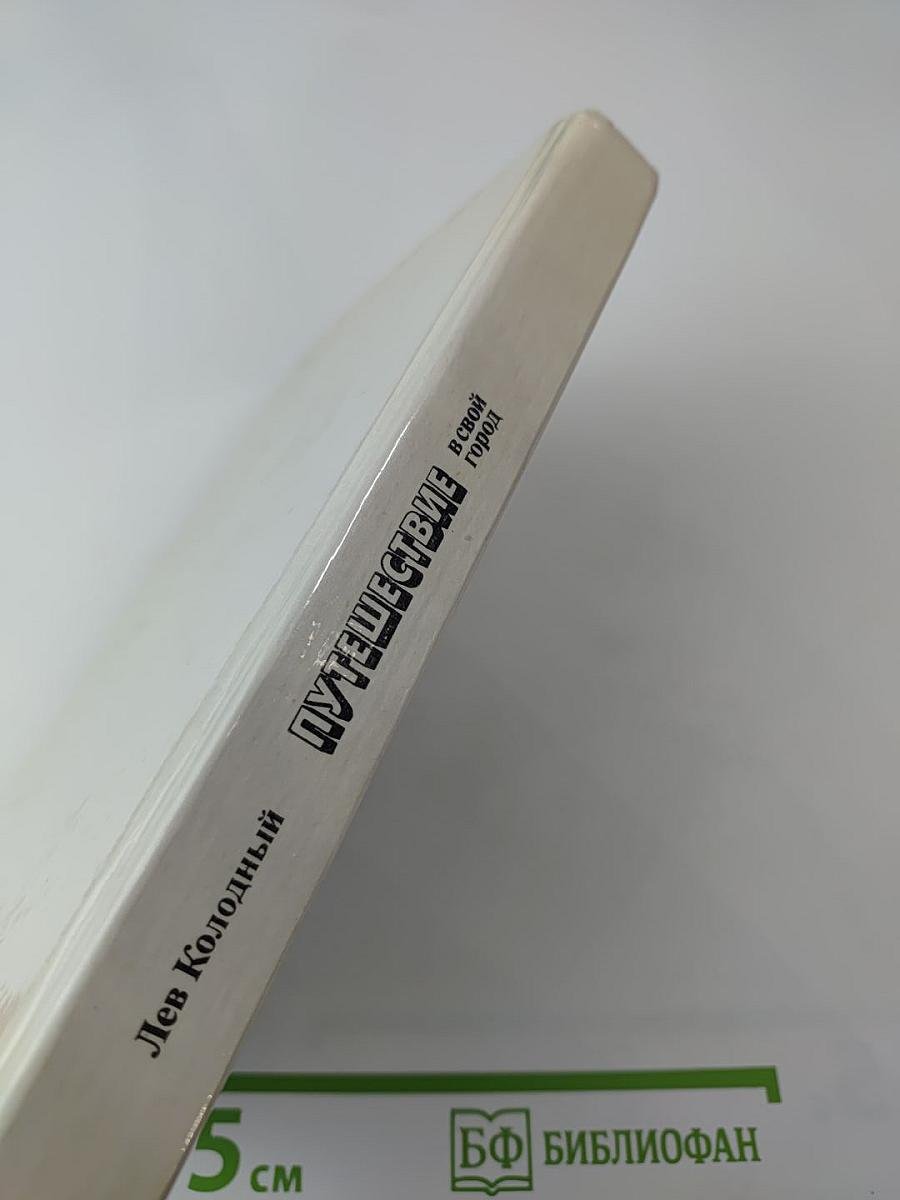 Лев Колодный
ПУТЕШЕСТВИЕ
в свой
город
5 см
БФ БИБЛИОФАН